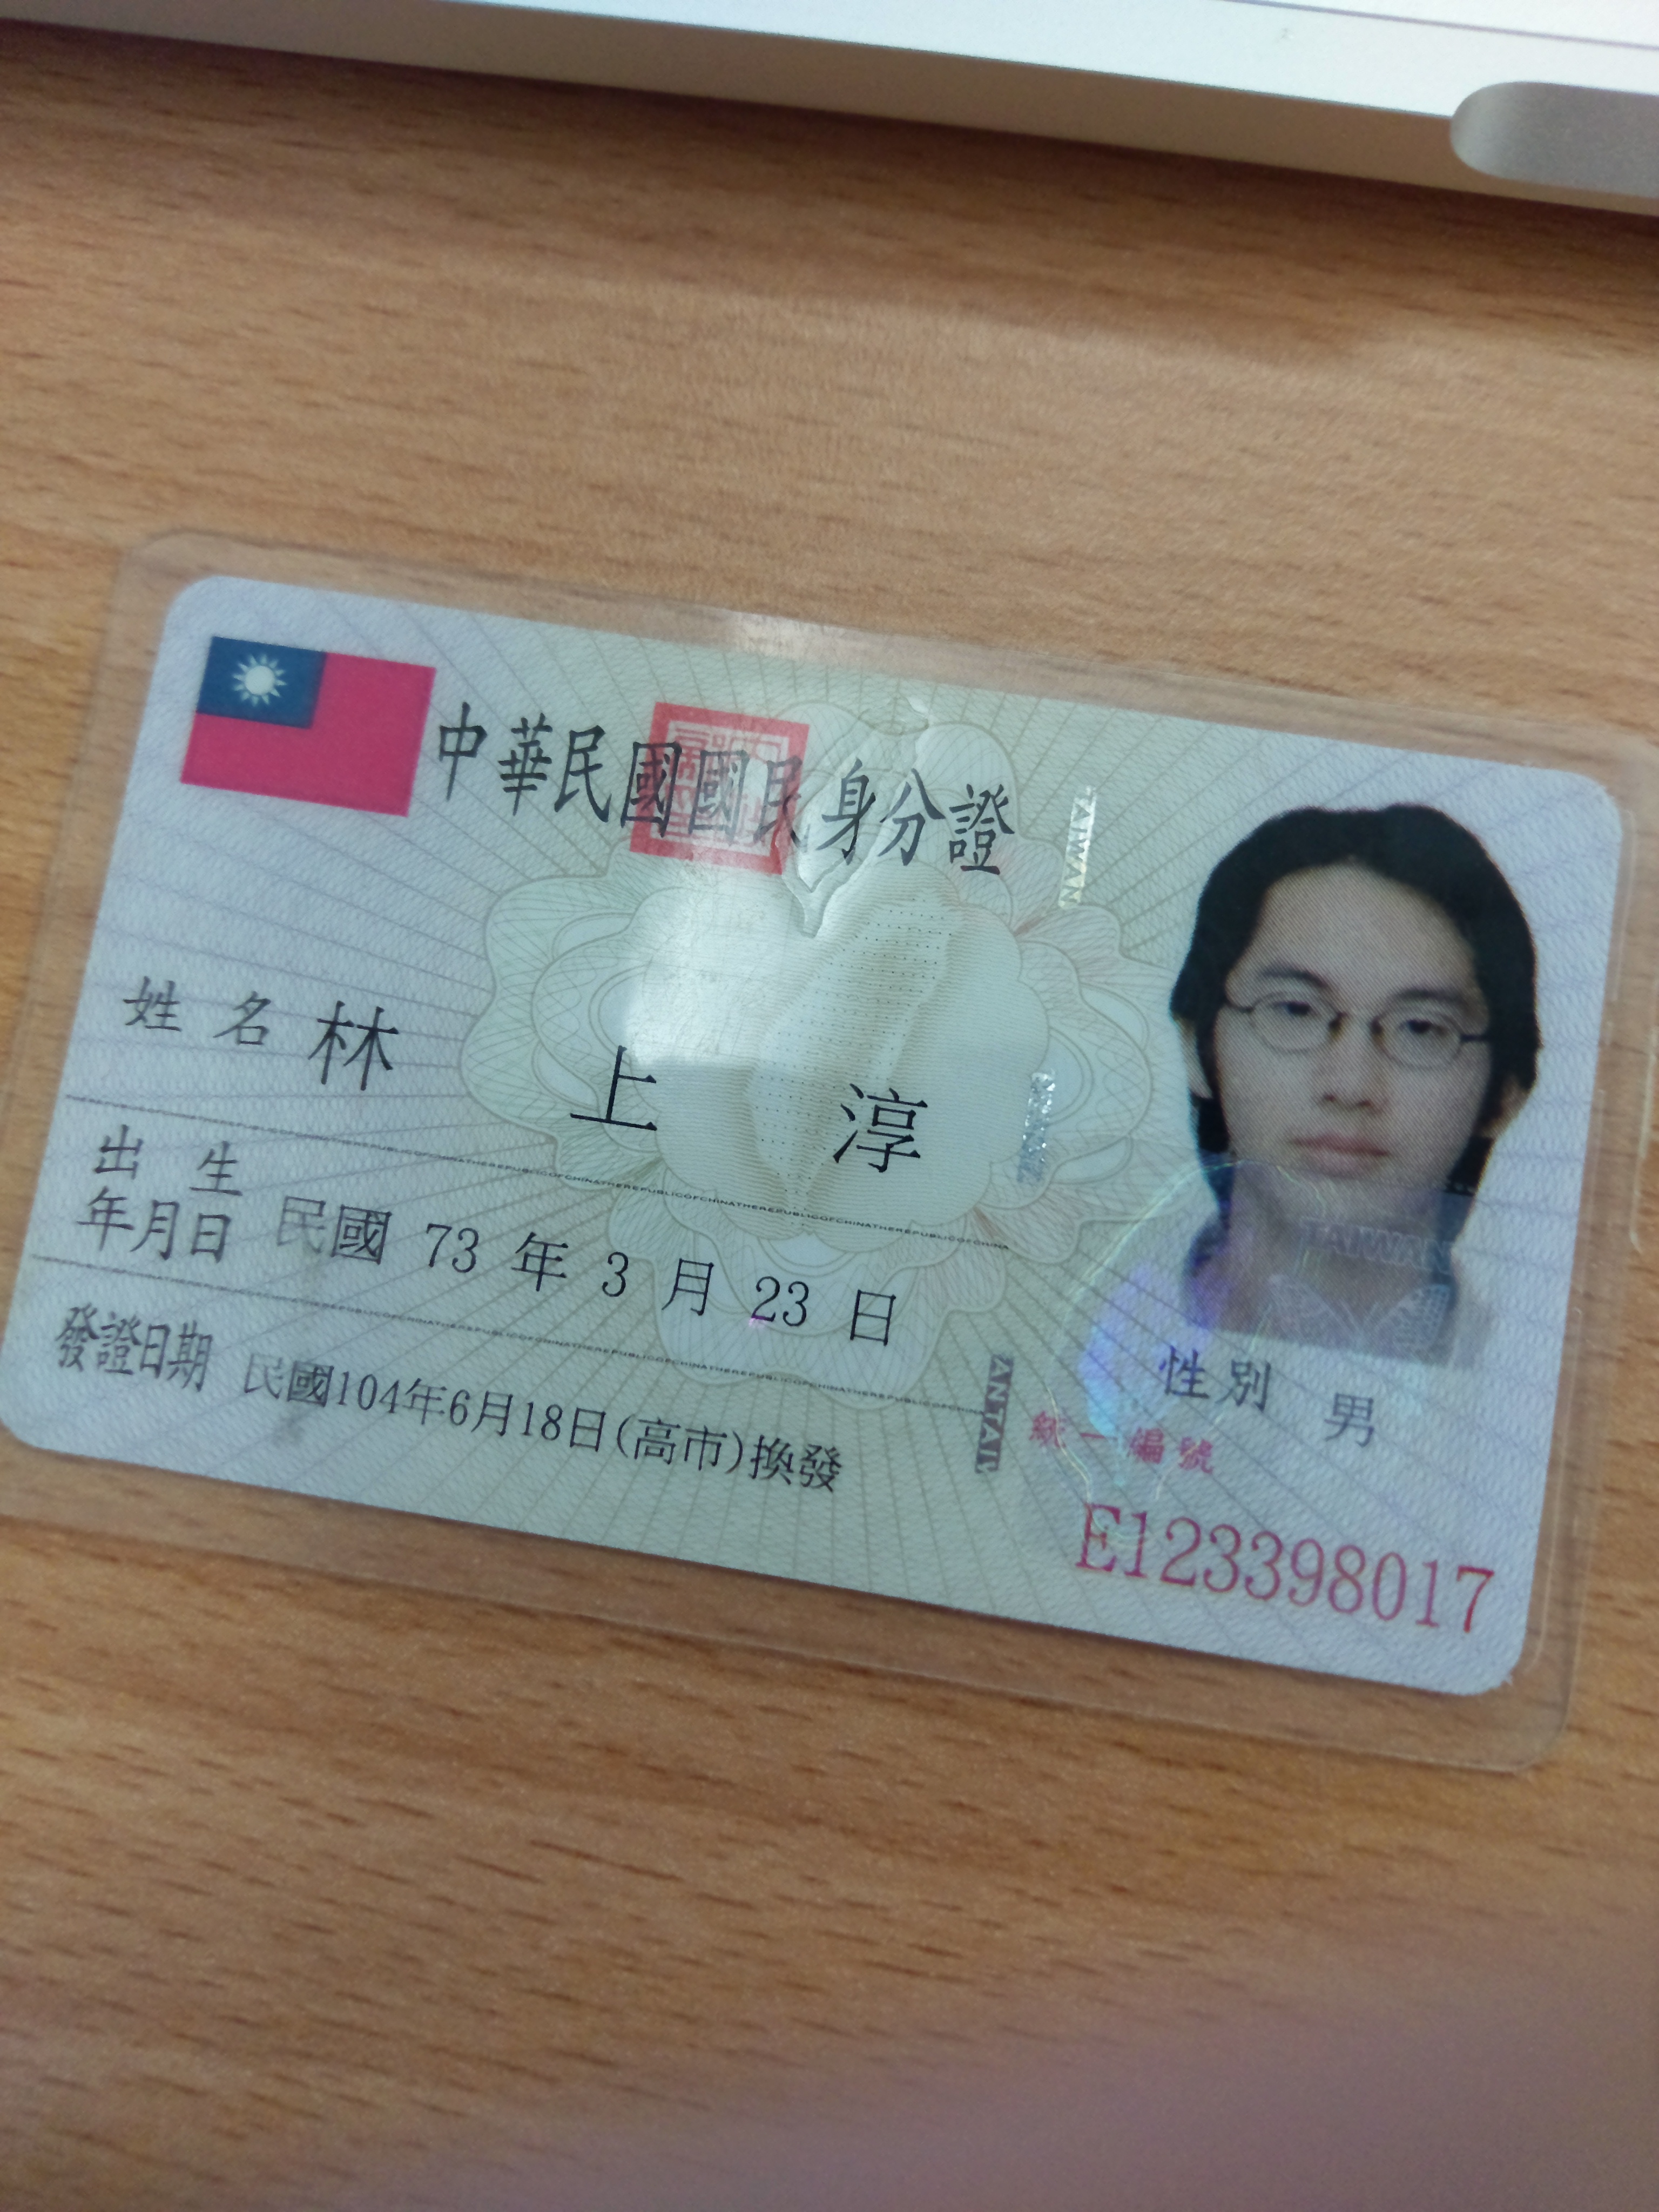 中華民國國民身分證
姓名 林 上 淳
出生年月日 民國 73 年 3 月 23 日
發證日期 民國104年6月18日(高市)換發
性別 男
統一編號
E123398017
TAIWAN
TAIWAN